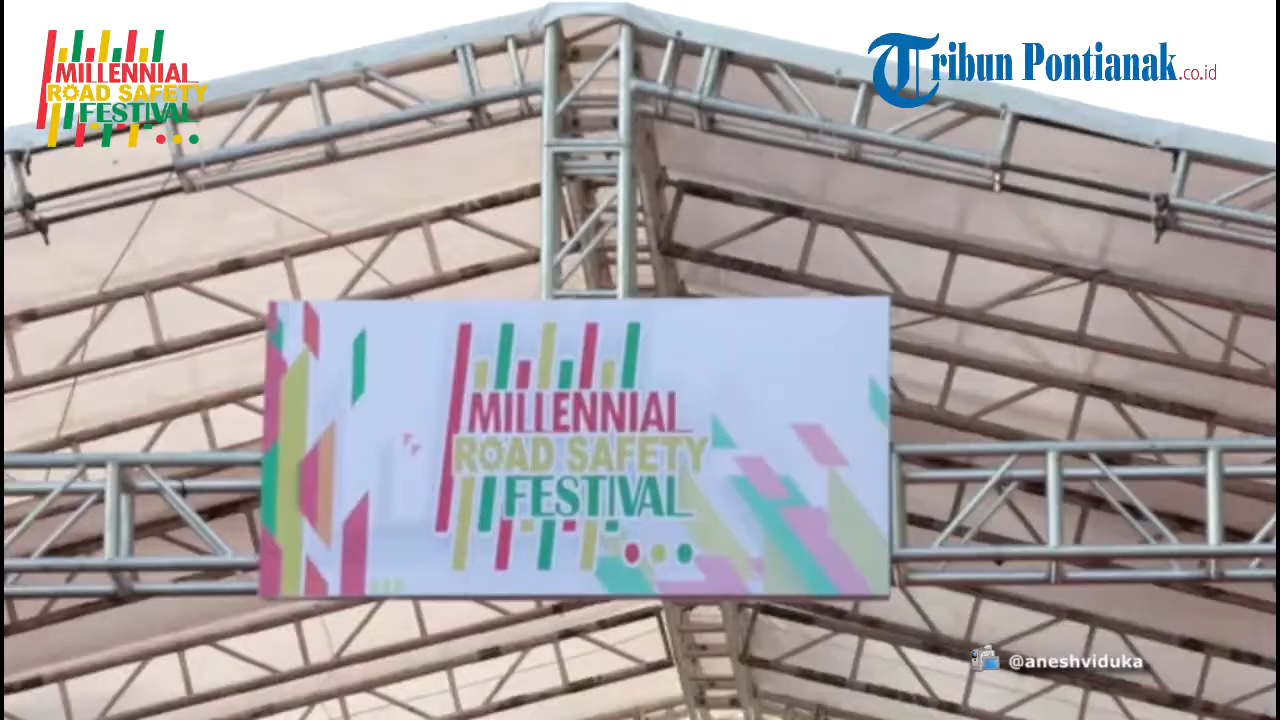 MILLENNIAL
ROAD SAFETY
FESTIVAL
Tribun Pontianak.co.id
MILLENNIAL
ROAD SAFETY
FESTIVAL
@aneshviduka